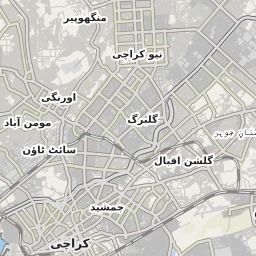 منگھوپیر
نیو کراچی
اورنگی
گلبرگ
مومن آباد
سائٹ ٹاؤن
گلشن اقبال
جمشید
کراچی